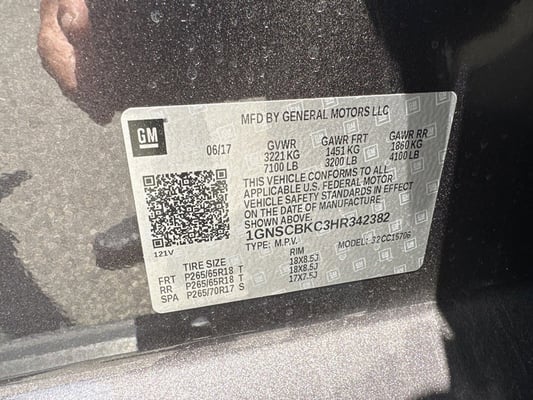 MFD BY GENERAL MOTORS LLC
GM
06/17
GVWR GAWR FRT GAWR RR
3221 KG 1451 KG 1860 KG
7100 LB 3200 LB 4100 LB
THIS VEHICLE CONFORMS TO ALL
APPLICABLE U.S. FEDERAL MOTOR
VEHICLE SAFETY STANDARDS IN EFFECT
ON THE DATE OF MANUFACTURE
SHOWN ABOVE.
1GNSCBKC3HR342382
TYPE: M.P.V. MODEL:
121V
TIRE SIZE RIM
FRT P265/65R18 T 18X8.5J
RR P265/65R18 T 18X8.5J
SPA P265/70R17 S 17X7.5J